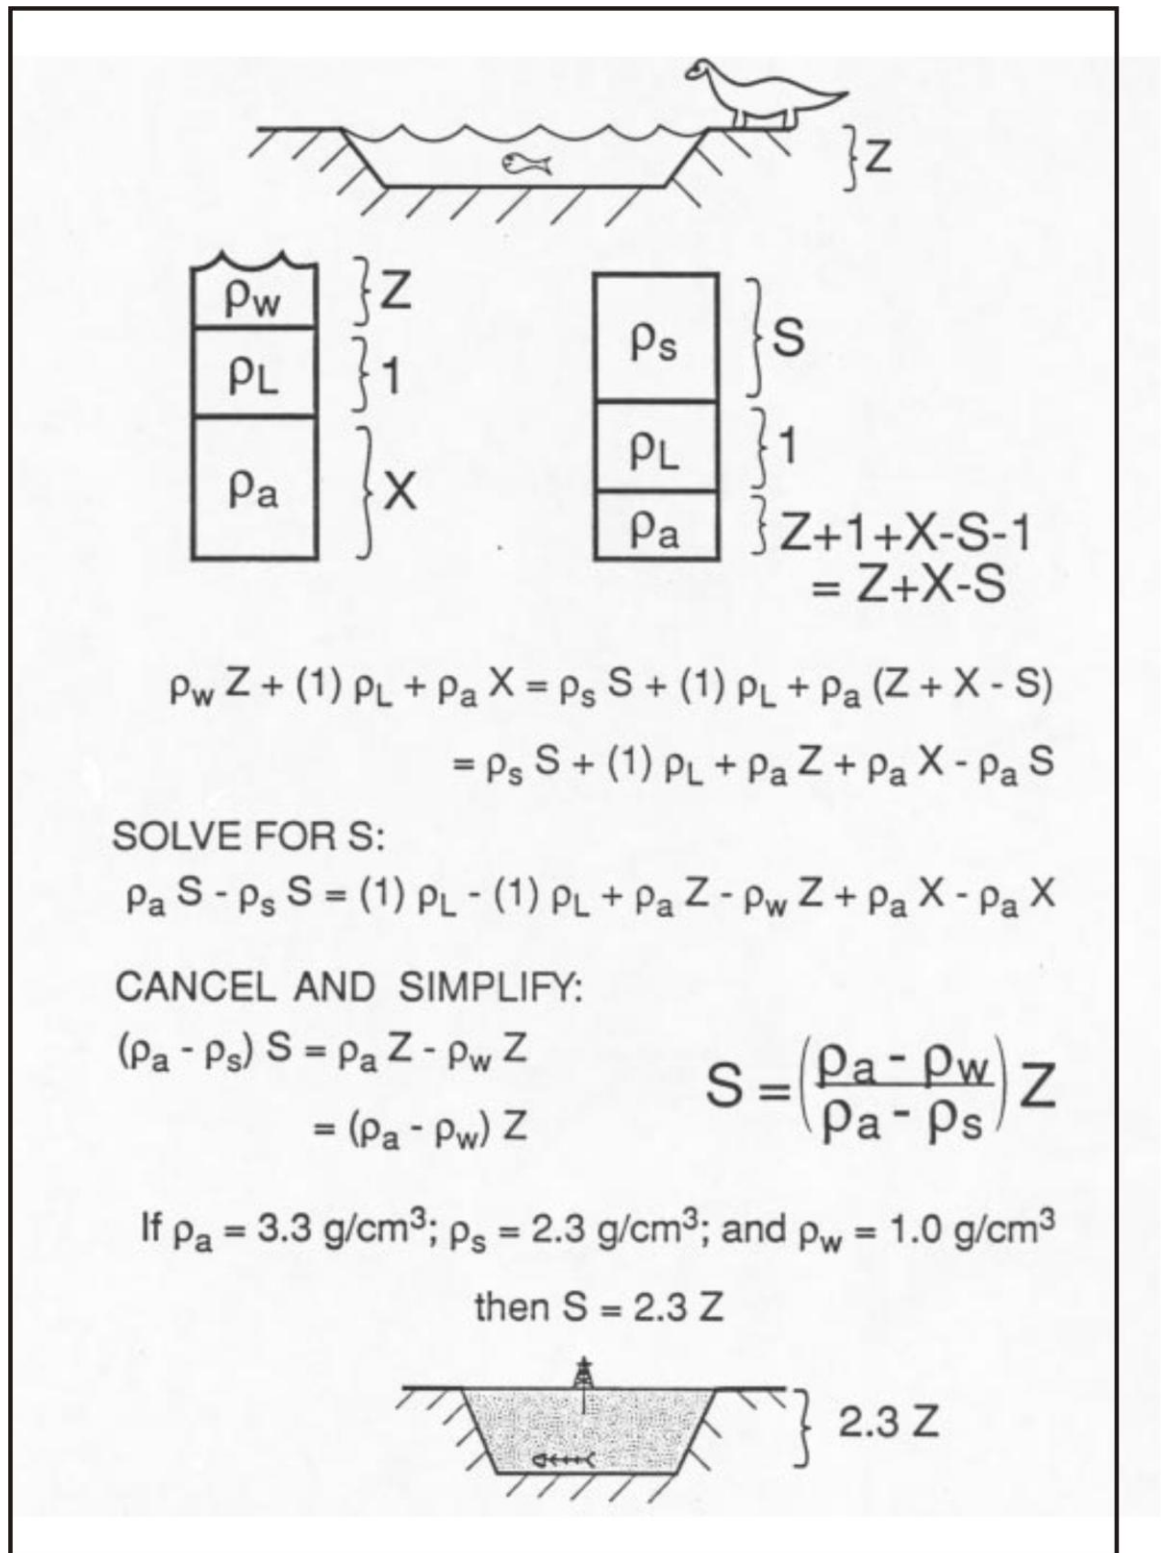 }Z
ρw }Z
ρL }1
ρa }X
ρs }S
ρL }1
ρa }Z+1+X-S-1
= Z+X-S
ρw Z + (1) ρL + ρa X = ρs S + (1) ρL + ρa (Z + X - S)
= ρs S + (1) ρL + ρa Z + ρa X - ρa S
SOLVE FOR S:
ρa S - ρs S = (1) ρL - (1) ρL + ρa Z - ρw Z + ρa X - ρa X
CANCEL AND SIMPLIFY:
(ρa - ρs) S = ρa Z - ρw Z
= (ρa - ρw) Z
S = (ρa - ρw / ρa - ρs) Z
If ρa = 3.3 g/cm³; ρs = 2.3 g/cm³; and ρw = 1.0 g/cm³
then S = 2.3 Z
} 2.3 Z